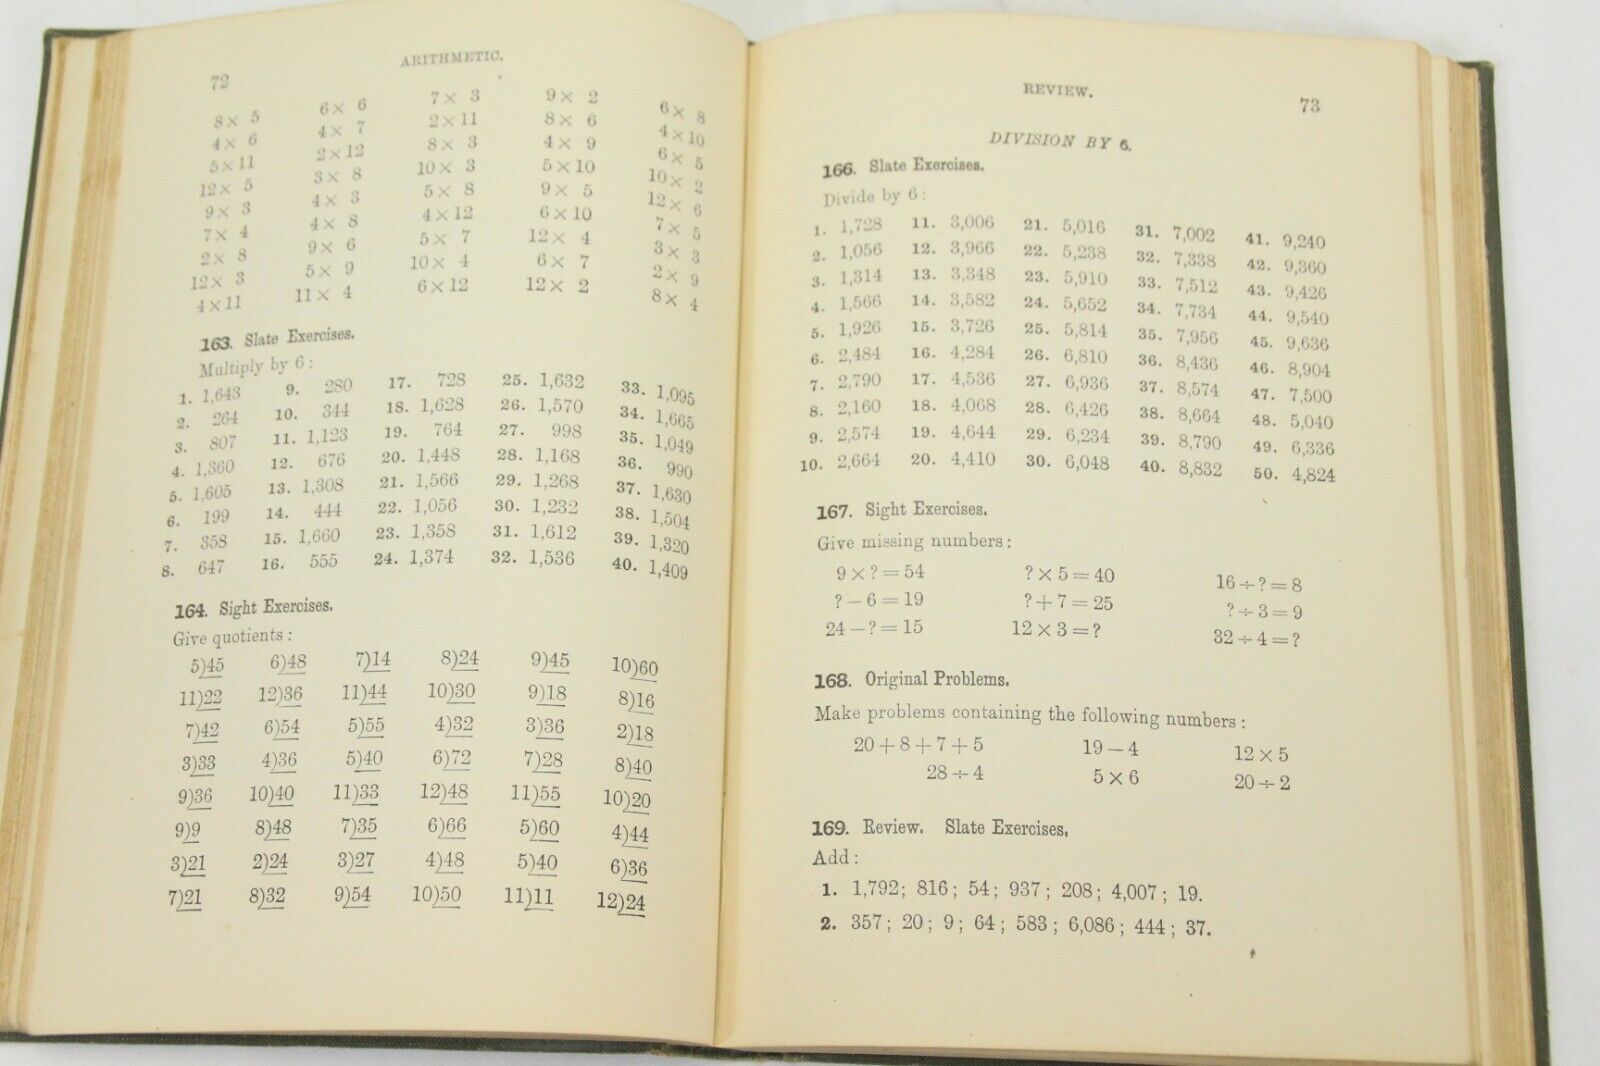 72
ARITHMETIC.
8 × 5 6 × 6 7 × 3 9 × 2 6 × 8
4 × 6 4 × 7 2 × 11 8 × 6 4 × 10
5 × 11 2 × 12 8 × 3 4 × 9 6 × 5
12 × 5 3 × 8 10 × 3 5 × 10 10 × 2
9 × 3 4 × 3 5 × 8 9 × 5 12 × 6
7 × 4 4 × 8 4 × 12 6 × 10 7 × 5
2 × 8 9 × 6 5 × 7 12 × 4 3 × 3
12 × 3 5 × 9 10 × 4 6 × 7 2 × 9
4 × 11 11 × 4 6 × 12 12 × 2 8 × 4
163. Slate Exercises.
Multiply by 6 :
1. 1,643 9. 280 17. 728 25. 1,632 33. 1,095
2. 264 10. 344 18. 1,628 26. 1,570 34. 1,665
3. 807 11. 1,123 19. 764 27. 998 35. 1,049
4. 1,360 12. 676 20. 1,448 28. 1,168 36. 990
5. 1,605 13. 1,308 21. 1,566 29. 1,268 37. 1,630
6. 199 14. 444 22. 1,056 30. 1,232 38. 1,504
7. 358 15. 1,660 23. 1,358 31. 1,612 39. 1,320
8. 647 16. 555 24. 1,374 32. 1,536 40. 1,409
164. Sight Exercises.
Give quotients :
5)45 6)48 7)14 8)24 9)45 10)60
11)22 12)36 11)44 10)30 9)18 8)16
7)42 6)54 5)55 4)32 3)36 2)18
3)33 4)36 5)40 6)72 7)28 8)40
9)36 10)40 11)33 12)48 11)55 10)20
9)9 8)48 7)35 6)66 5)60 4)44
3)21 2)24 3)27 4)48 5)40 6)36
7)21 8)32 9)54 10)50 11)11 12)24
REVIEW.
73
DIVISION BY 6.
166. Slate Exercises.
Divide by 6 :
1. 1,728 11. 3,006 21. 5,016 31. 7,002 41. 9,240
2. 1,056 12. 3,966 22. 5,238 32. 7,338 42. 9,360
3. 1,314 13. 3,348 23. 5,910 33. 7,512 43. 9,426
4. 1,566 14. 3,582 24. 5,652 34. 7,734 44. 9,540
5. 1,926 15. 3,726 25. 5,814 35. 7,956 45. 9,636
6. 2,484 16. 4,284 26. 6,810 36. 8,436 46. 8,904
7. 2,790 17. 4,536 27. 6,936 37. 8,574 47. 7,500
8. 2,160 18. 4,068 28. 6,426 38. 8,664 48. 5,040
9. 2,574 19. 4,644 29. 6,234 39. 8,790 49. 6,336
10. 2,664 20. 4,410 30. 6,048 40. 8,832 50. 4,824
167. Sight Exercises.
Give missing numbers :
9 × ? = 54 ? × 5 = 40 16 ÷ ? = 8
? − 6 = 19 ? + 7 = 25 ? ÷ 3 = 9
24 − ? = 15 12 × 3 = ? 32 ÷ 4 = ?
168. Original Problems.
Make problems containing the following numbers :
20 + 8 + 7 + 5 19 − 4 12 × 5
28 ÷ 4 5 × 6 20 ÷ 2
169. Review. Slate Exercises.
Add :
1. 1,792; 816; 54; 937; 208; 4,007; 19.
2. 357; 20; 9; 64; 583; 6,086; 444; 37.